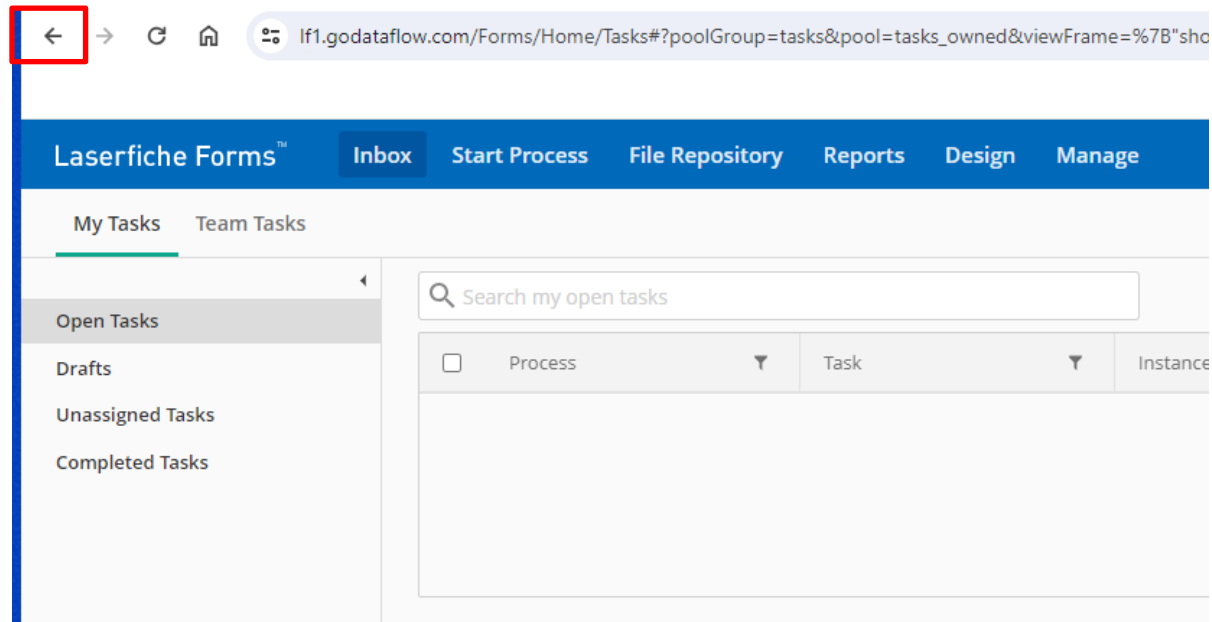 lf1.godataflow.com/Forms/Home/Tasks#?poolGroup=tasks&pool=tasks_owned&viewFrame=%7B"sho
Laserfiche Forms™ Inbox Start Process File Repository Reports Design Manage
My Tasks Team Tasks
Search my open tasks
Open Tasks
Process Task Instance
Drafts
Unassigned Tasks
Completed Tasks